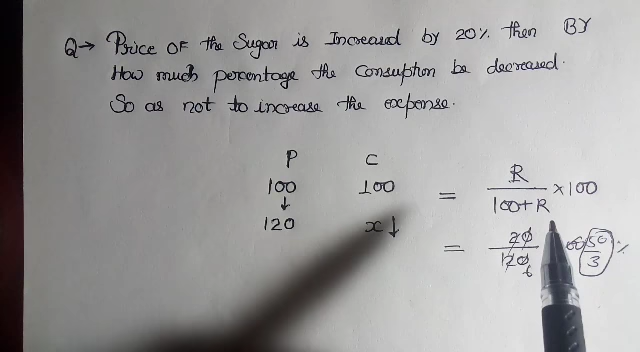 Q→ Price OF the Sugar is Increased by 20% then BY
How much percentage the Consuption be decreased.
So as not to increase the expense.
P C
100 100 = R/100+R × 100
↓
120 x↓ = 20/120 50/3 %
6